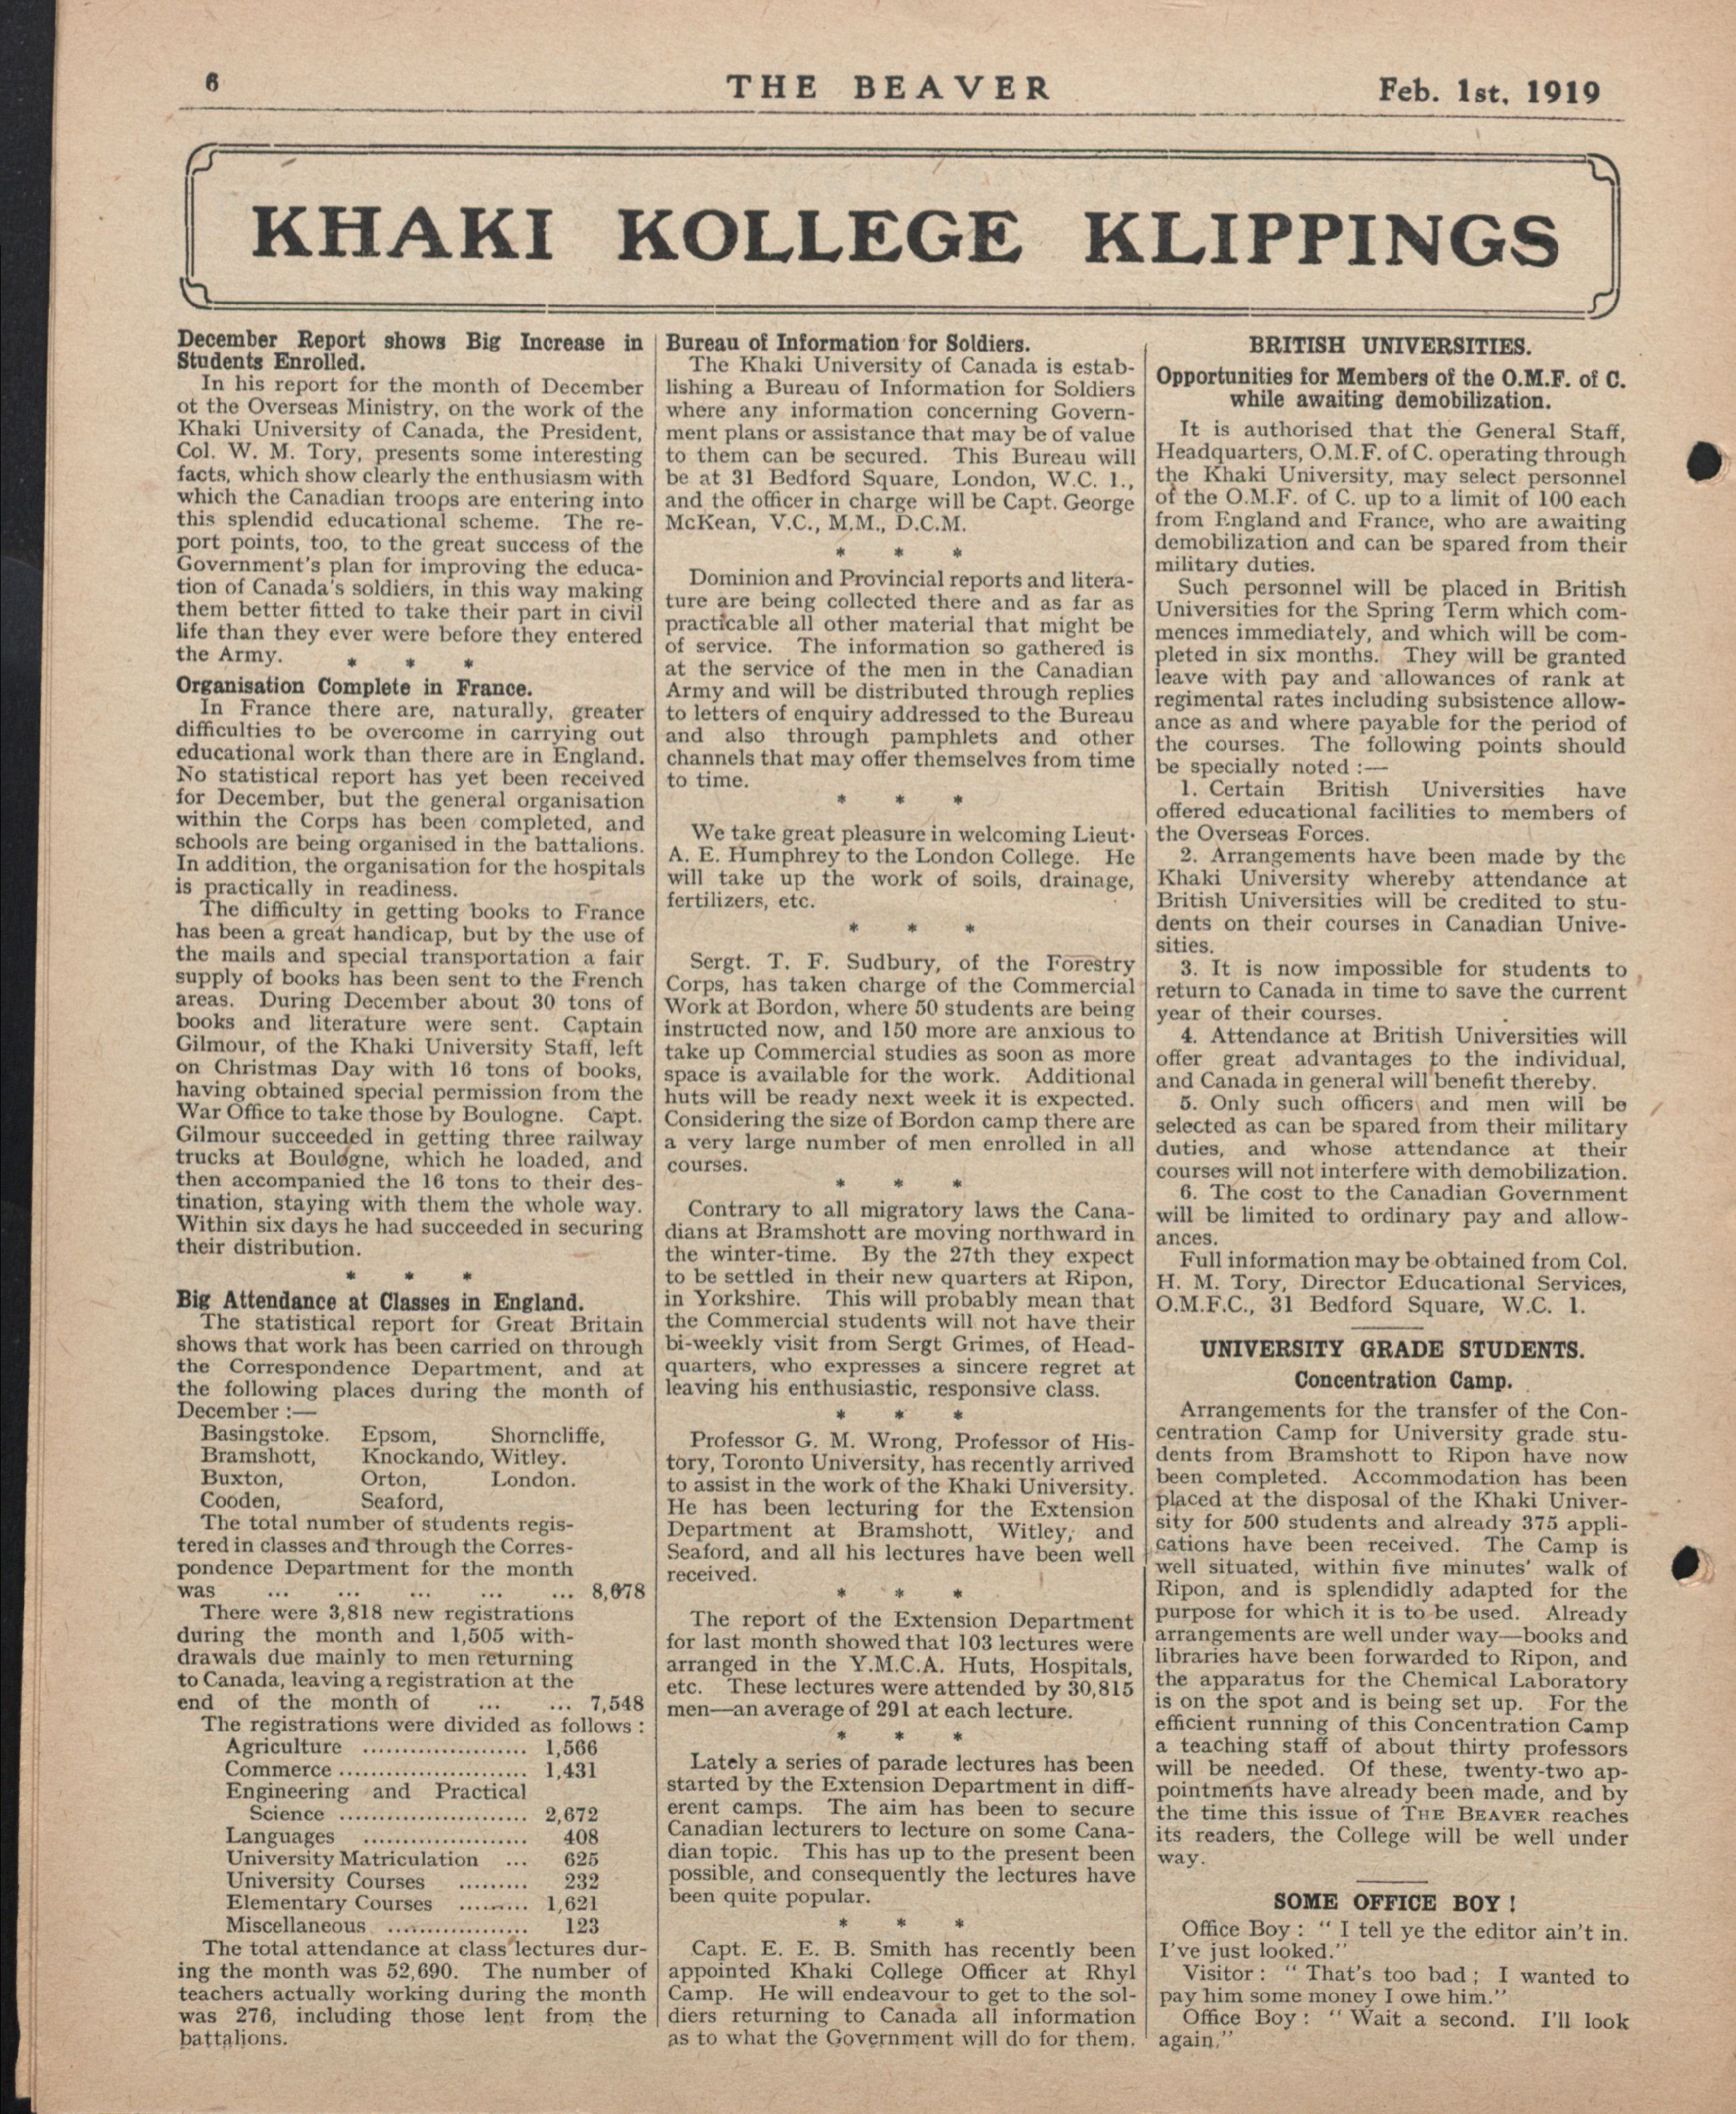 6
THE BEAVER
Feb. 1st, 1919
KHAKI KOLLEGE KLIPPINGS
December Report shows Big Increase in
Students Enrolled.
In his report for the month of December
ot the Overseas Ministry, on the work of the
Khaki University of Canada, the President,
Col. W. M. Tory, presents some interesting
facts, which show clearly the enthusiasm with
which the Canadian troops are entering into
this splendid educational scheme. The re-
port points, too, to the great success of the
Government's plan for improving the educa-
tion of Canada's soldiers, in this way making
them better fitted to take their part in civil
life than they ever were before they entered
the Army.
* * *
Organisation Complete in France.
In France there are, naturally, greater
difficulties to be overcome in carrying out
educational work than there are in England.
No statistical report has yet been received
for December, but the general organisation
within the Corps has been completed, and
schools are being organised in the battalions.
In addition, the organisation for the hospitals
is practically in readiness.
The difficulty in getting books to France
has been a great handicap, but by the use of
the mails and special transportation a fair
supply of books has been sent to the French
areas. During December about 30 tons of
books and literature were sent. Captain
Gilmour, of the Khaki University Staff, left
on Christmas Day with 16 tons of books,
having obtained special permission from the
War Office to take those by Boulogne. Capt.
Gilmour succeeded in getting three railway
trucks at Boulogne, which he loaded, and
then accompanied the 16 tons to their des-
tination, staying with them the whole way.
Within six days he had succeeded in securing
their distribution.
* * *
Big Attendance at Classes in England.
The statistical report for Great Britain
shows that work has been carried on through
the Correspondence Department, and at
the following places during the month of
December :—
Basingstoke. Epsom, Shorncliffe,
Bramshott, Knockando, Witley.
Buxton, Orton, London.
Cooden, Seaford,
The total number of students regis-
tered in classes and through the Corres-
pondence Department for the month
was ... ... ... ... ... 8,678
There were 3,818 new registrations
during the month and 1,505 with-
drawals due mainly to men returning
to Canada, leaving a registration at the
end of the month of ... ... 7,548
The registrations were divided as follows :
Agriculture ..................... 1,566
Commerce ........................ 1,431
Engineering and Practical
Science ........................ 2,672
Languages ..................... 408
University Matriculation ... 625
University Courses ......... 232
Elementary Courses ......... 1,621
Miscellaneous .................. 123
The total attendance at class lectures dur-
ing the month was 52,690. The number of
teachers actually working during the month
was 276, including those lent from the
battalions.
Bureau of Information for Soldiers.
The Khaki University of Canada is estab-
lishing a Bureau of Information for Soldiers
where any information concerning Govern-
ment plans or assistance that may be of value
to them can be secured. This Bureau will
be at 31 Bedford Square, London, W.C. 1.,
and the officer in charge will be Capt. George
McKean, V.C., M.M., D.C.M.
* * *
Dominion and Provincial reports and litera-
ture are being collected there and as far as
practicable all other material that might be
of service. The information so gathered is
at the service of the men in the Canadian
Army and will be distributed through replies
to letters of enquiry addressed to the Bureau
and also through pamphlets and other
channels that may offer themselves from time
to time.
* * *
We take great pleasure in welcoming Lieut.
A. E. Humphrey to the London College. He
will take up the work of soils, drainage,
fertilizers, etc.
* * *
Sergt. T. F. Sudbury, of the Forestry
Corps, has taken charge of the Commercial
Work at Bordon, where 50 students are being
instructed now, and 150 more are anxious to
take up Commercial studies as soon as more
space is available for the work. Additional
huts will be ready next week it is expected.
Considering the size of Bordon camp there are
a very large number of men enrolled in all
courses.
* * *
Contrary to all migratory laws the Cana-
dians at Bramshott are moving northward in
the winter-time. By the 27th they expect
to be settled in their new quarters at Ripon,
in Yorkshire. This will probably mean that
the Commercial students will not have their
bi-weekly visit from Sergt Grimes, of Head-
quarters, who expresses a sincere regret at
leaving his enthusiastic, responsive class.
* * *
Professor G. M. Wrong, Professor of His-
tory, Toronto University, has recently arrived
to assist in the work of the Khaki University.
He has been lecturing for the Extension
Department at Bramshott, Witley, and
Seaford, and all his lectures have been well
received.
* * *
The report of the Extension Department
for last month showed that 103 lectures were
arranged in the Y.M.C.A. Huts, Hospitals,
etc. These lectures were attended by 30,815
men—an average of 291 at each lecture.
* * *
Lately a series of parade lectures has been
started by the Extension Department in diff-
erent camps. The aim has been to secure
Canadian lecturers to lecture on some Cana-
dian topic. This has up to the present been
possible, and consequently the lectures have
been quite popular.
* * *
Capt. E. E. B. Smith has recently been
appointed Khaki College Officer at Rhyl
Camp. He will endeavour to get to the sol-
diers returning to Canada all information
as to what the Government will do for them.
BRITISH UNIVERSITIES.
Opportunities for Members of the O.M.F. of C.
while awaiting demobilization.
It is authorised that the General Staff,
Headquarters, O.M.F. of C. operating through
the Khaki University, may select personnel
of the O.M.F. of C. up to a limit of 100 each
from England and France, who are awaiting
demobilization and can be spared from their
military duties.
Such personnel will be placed in British
Universities for the Spring Term which com-
mences immediately, and which will be com-
pleted in six months. They will be granted
leave with pay and allowances of rank at
regimental rates including subsistence allow-
ance as and where payable for the period of
the courses. The following points should
be specially noted :—
1. Certain British Universities have
offered educational facilities to members of
the Overseas Forces.
2. Arrangements have been made by the
Khaki University whereby attendance at
British Universities will be credited to stu-
dents on their courses in Canadian Unive-
sities.
3. It is now impossible for students to
return to Canada in time to save the current
year of their courses.
4. Attendance at British Universities will
offer great advantages to the individual,
and Canada in general will benefit thereby.
5. Only such officers and men will be
selected as can be spared from their military
duties, and whose attendance at their
courses will not interfere with demobilization.
6. The cost to the Canadian Government
will be limited to ordinary pay and allow-
ances.
Full information may be obtained from Col.
H. M. Tory, Director Educational Services,
O.M.F.C., 31 Bedford Square, W.C. 1.
UNIVERSITY GRADE STUDENTS.
Concentration Camp.
Arrangements for the transfer of the Con-
centration Camp for University grade stu-
dents from Bramshott to Ripon have now
been completed. Accommodation has been
placed at the disposal of the Khaki Univer-
sity for 500 students and already 375 appli-
cations have been received. The Camp is
well situated, within five minutes' walk of
Ripon, and is splendidly adapted for the
purpose for which it is to be used. Already
arrangements are well under way—books and
libraries have been forwarded to Ripon, and
the apparatus for the Chemical Laboratory
is on the spot and is being set up. For the
efficient running of this Concentration Camp
a teaching staff of about thirty professors
will be needed. Of these, twenty-two ap-
pointments have already been made, and by
the time this issue of THE BEAVER reaches
its readers, the College will be well under
way.
SOME OFFICE BOY !
Office Boy : " I tell ye the editor ain't in.
I've just looked."
Visitor : " That's too bad ; I wanted to
pay him some money I owe him."
Office Boy : " Wait a second. I'll look
again."